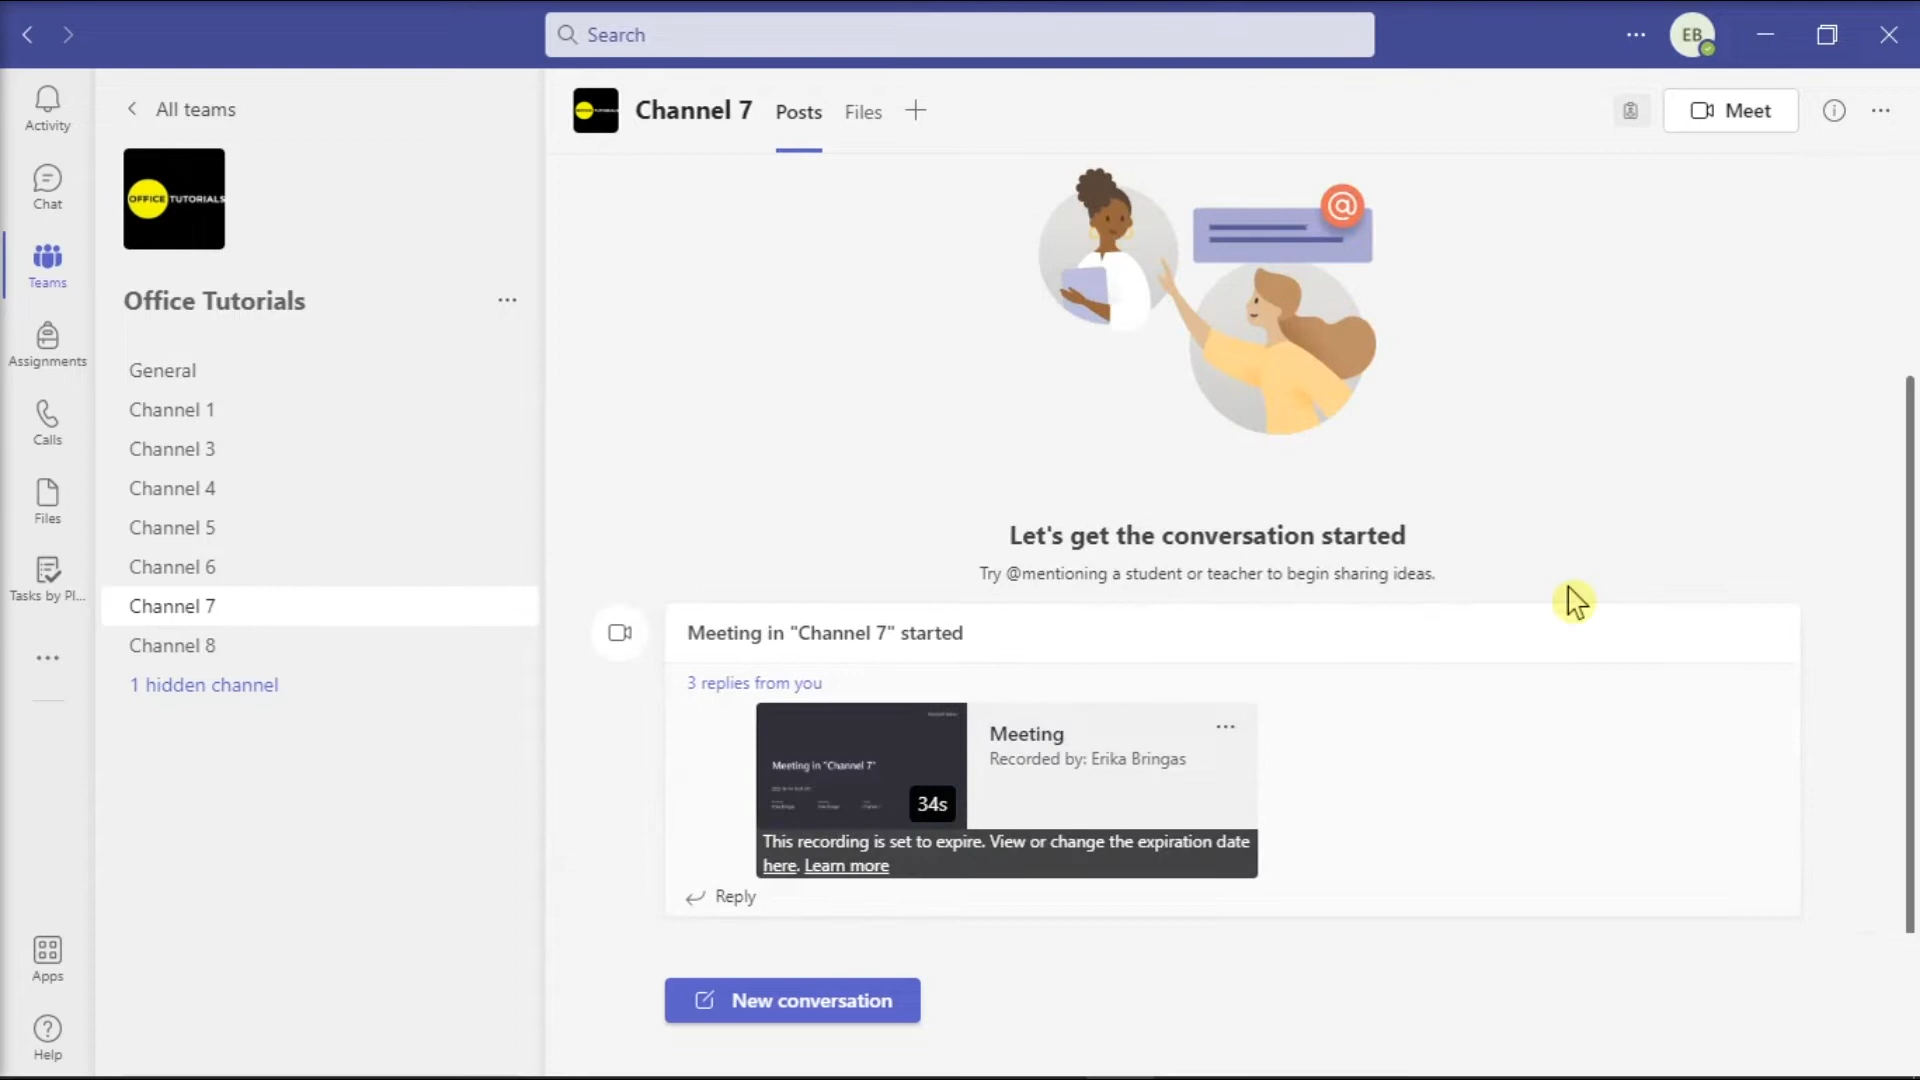 Search
EB
Activity
Chat
Teams
Assignments
Calls
Files
Tasks by Pl...
Apps
Help
All teams
OFFICE TUTORIALS
Office Tutorials
General
Channel 1
Channel 3
Channel 4
Channel 5
Channel 6
Channel 7
Channel 8
1 hidden channel
Channel 7
Posts
Files
Meet
@
Let's get the conversation started
Try @mentioning a student or teacher to begin sharing ideas.
Meeting in "Channel 7" started
3 replies from you
Meeting in "Channel 7"
34s
Meeting
Recorded by: Erika Bringas
This recording is set to expire. View or change the expiration date
here. Learn more
Reply
New conversation